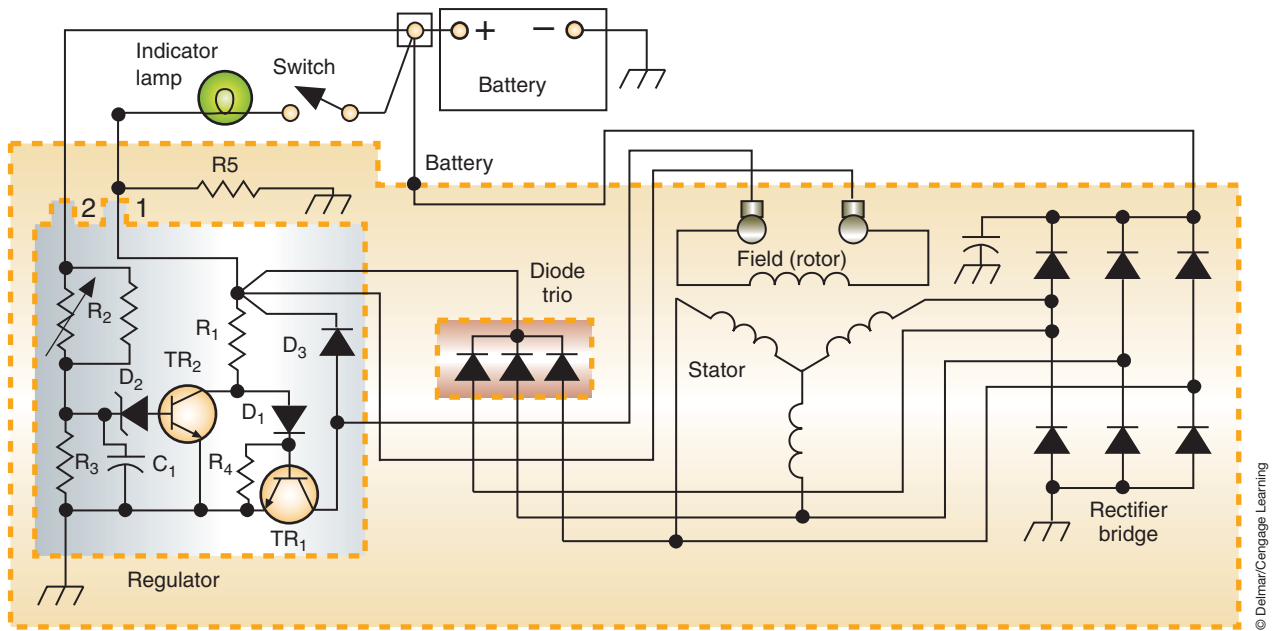 Indicator
lamp
Switch
+ −
Battery
R5
Battery
2 1
Field (rotor)
Diode
trio
R2
R1
D3
TR2
D2
D1
Stator
R3
C1
R4
TR1
Rectifier
bridge
Regulator
© Delmar/Cengage Learning